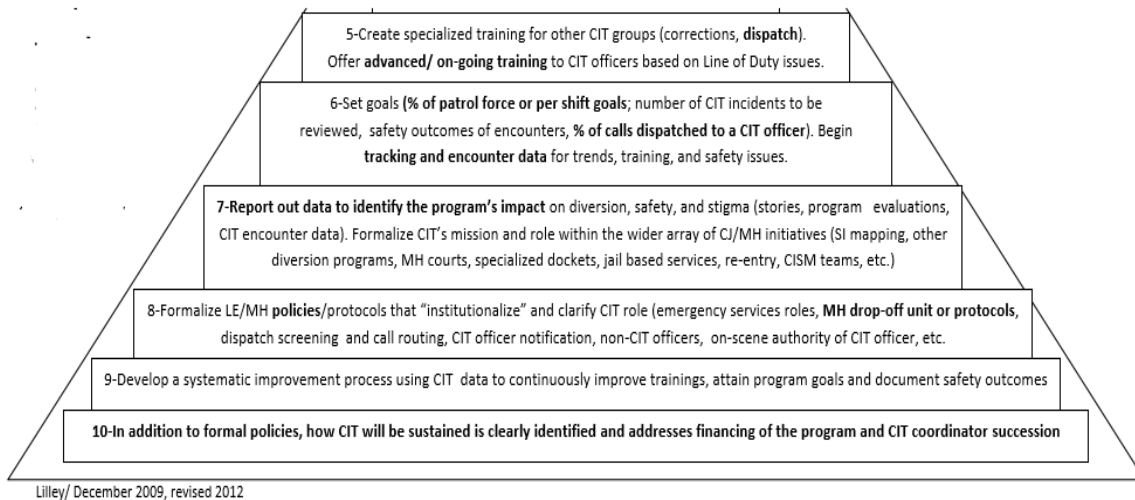 5-Create specialized training for other CIT groups (corrections, dispatch).
Offer advanced/ on-going training to CIT officers based on Line of Duty issues.
6-Set goals (% of patrol force or per shift goals; number of CIT incidents to be
reviewed, safety outcomes of encounters, % of calls dispatched to a CIT officer). Begin
tracking and encounter data for trends, training, and safety issues.
7-Report out data to identify the program's impact on diversion, safety, and stigma (stories, program evaluations,
CIT encounter data). Formalize CIT's mission and role within the wider array of CJ/MH initiatives (SI mapping, other
diversion programs, MH courts, specialized dockets, jail based services, re-entry, CISM teams, etc.)
8-Formalize LE/MH policies/protocols that "institutionalize" and clarify CIT role (emergency services roles, MH drop-off unit or protocols,
dispatch screening and call routing, CIT officer notification, non-CIT officers, on-scene authority of CIT officer, etc.
9-Develop a systematic improvement process using CIT data to continuously improve trainings, attain program goals and document safety outcomes
10-In addition to formal policies, how CIT will be sustained is clearly identified and addresses financing of the program and CIT coordinator succession
Lilley/ December 2009, revised 2012